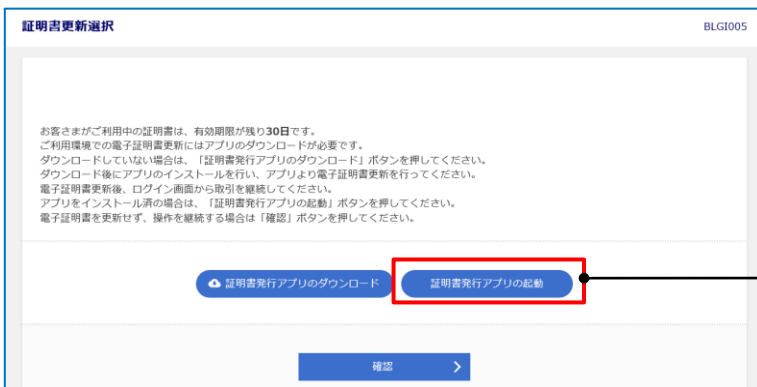 証明書更新選択
BLGI005
お客さまがご利用中の証明書は、有効期限が残り30日です。
ご利用環境での電子証明書更新にはアプリのダウンロードが必要です。
ダウンロードしていない場合は、「証明書発行アプリのダウンロード」ボタンを押してください。
ダウンロード後にアプリのインストールを行い、アプリより電子証明書更新を行ってください。
電子証明書更新後、ログイン画面から取引を継続してください。
アプリをインストール済の場合は、「証明書発行アプリの起動」ボタンを押してください。
電子証明書を更新せず、操作を継続する場合は「確認」ボタンを押してください。
証明書発行アプリのダウンロード
証明書発行アプリの起動
確認